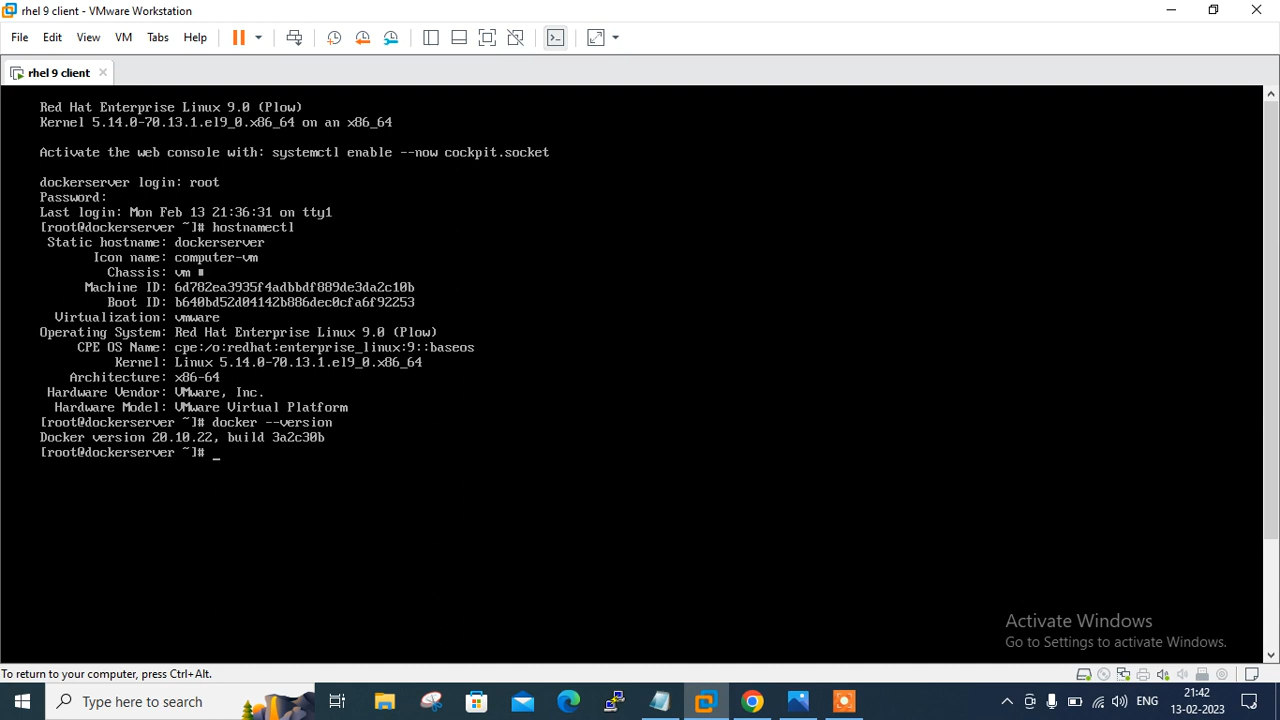 rhel 9 client - VMware Workstation
File Edit View VM Tabs Help
rhel 9 client
Red Hat Enterprise Linux 9.0 (Plow)
Kernel 5.14.0-70.13.1.el9_0.x86_64 on an x86_64
Activate the web console with: systemctl enable --now cockpit.socket
dockerserver login: root
Password:
Last login: Mon Feb 13 21:36:31 on tty1
[root@dockerserver ~]# hostnamectl
Static hostname: dockerserver
Icon name: computer-vm
Chassis: vm
Machine ID: 6d782ea3935f4adbbdf889de3da2c10b
Boot ID: b640bd52d04142b886dec0cfa6f92253
Virtualization: vmware
Operating System: Red Hat Enterprise Linux 9.0 (Plow)
CPE OS Name: cpe:/o:redhat:enterprise_linux:9::baseos
Kernel: Linux 5.14.0-70.13.1.el9_0.x86_64
Architecture: x86-64
Hardware Vendor: VMware, Inc.
Hardware Model: VMware Virtual Platform
[root@dockerserver ~]# docker --version
Docker version 20.10.22, build 3a2c30b
[root@dockerserver ~]# _
Activate Windows
Go to Settings to activate Windows.
To return to your computer, press Ctrl+Alt.
Type here to search
ENG
21:42
13-02-2023